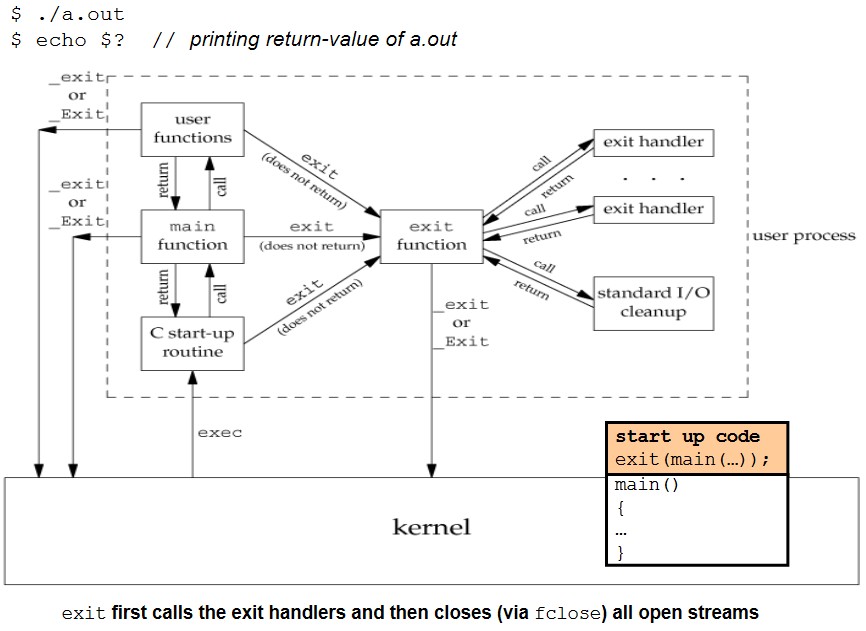 $ ./a.out
$ echo $?  // printing return-value of a.out
_exit
or
_Exit
user
functions
exit
(does not return)
call
return
exit handler
. . .
return
call
_exit
or
_Exit
main
function
exit
(does not return)
exit
function
call
return
exit handler
user process
return
call
exit
(does not return)
call
return
standard I/O
cleanup
_exit
or
_Exit
C start-up
routine
exec
start up code
exit(main(…));
main()
{
…
}
kernel
exit first calls the exit handlers and then closes (via fclose) all open streams